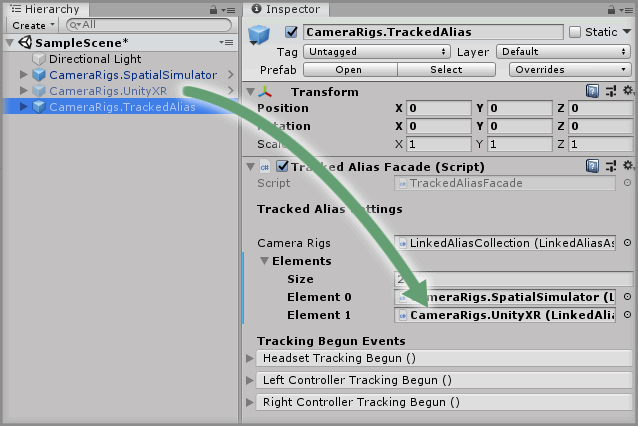 Hierarchy
Create
All
SampleScene*
Directional Light
CameraRigs.SpatialSimulator
CameraRigs.UnityXR
CameraRigs.TrackedAlias
Inspector
CameraRigs.TrackedAlias
Static
Tag Untagged Layer Default
Prefab Open Select Overrides
Transform
Position X 0 Y 0 Z 0
Rotation X 0 Y 0 Z 0
Scale X 1 Y 1 Z 1
Tracked Alias Facade (Script)
Script TrackedAliasFacade
Tracked Alias Settings
Camera Rigs LinkedAliasCollection (LinkedAliasAs
Elements
Size 2
Element 0 CameraRigs.SpatialSimulator (L
Element 1 CameraRigs.UnityXR (LinkedAlia
Tracking Begun Events
Headset Tracking Begun ()
Left Controller Tracking Begun ()
Right Controller Tracking Begun ()